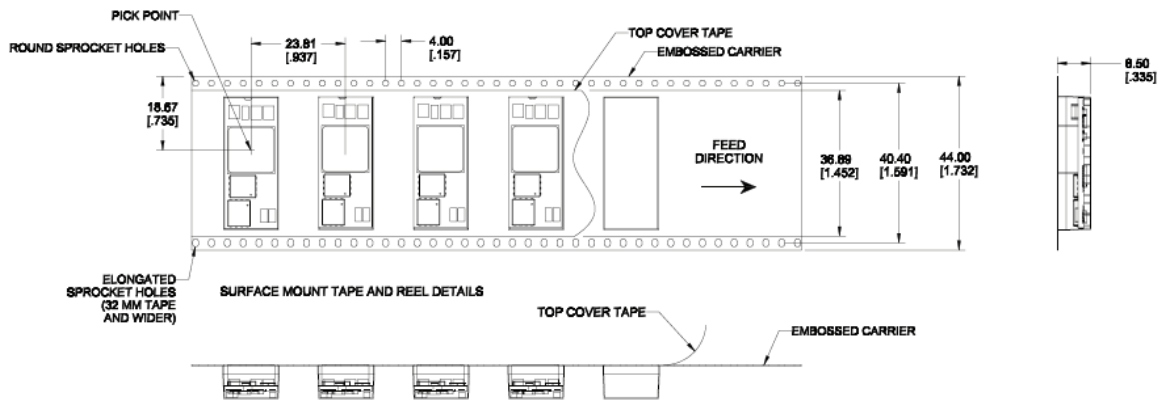 PICK POINT
ROUND SPROCKET HOLES
23.81
[.937]
4.00
[.157]
TOP COVER TAPE
EMBOSSED CARRIER
8.50
[.335]
18.67
[.735]
FEED
DIRECTION
36.89
[1.452]
40.40
[1.591]
44.00
[1.732]
ELONGATED
SPROCKET HOLES
(32 MM TAPE
AND WIDER)
SURFACE MOUNT TAPE AND REEL DETAILS
TOP COVER TAPE
EMBOSSED CARRIER